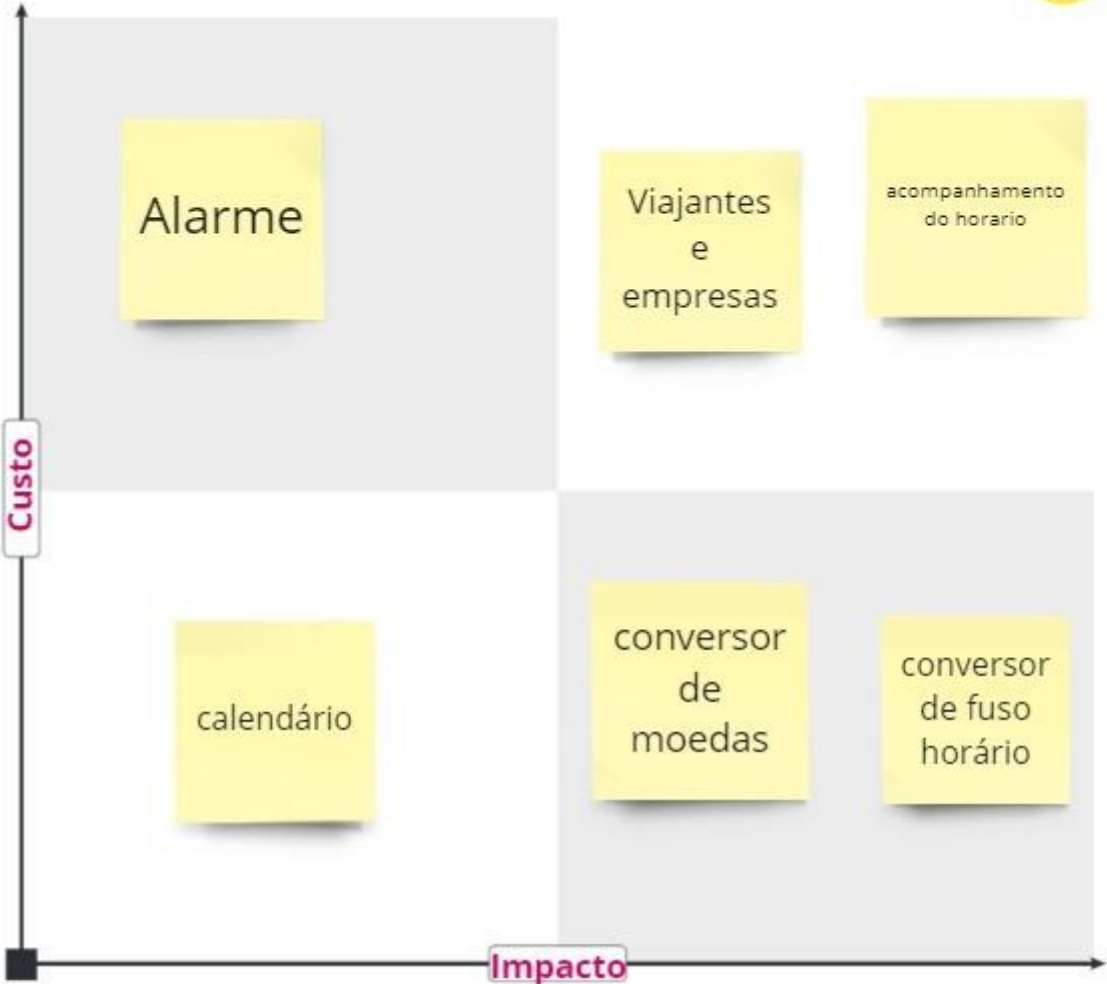 Alarme
Viajantes
e
empresas
acompanhamento
do horario
Custo
calendário
conversor
de
moedas
conversor
de fuso
horário
Impacto